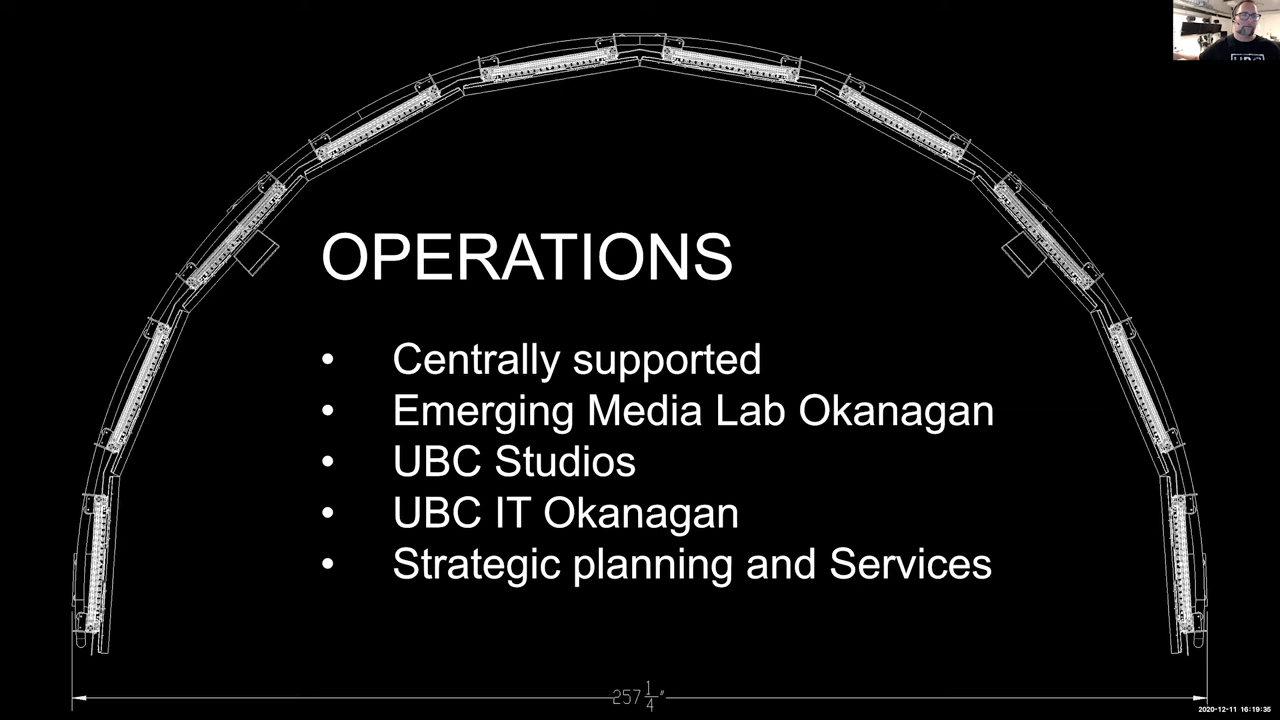 UBC
OPERATIONS
• Centrally supported
• Emerging Media Lab Okanagan
• UBC Studios
• UBC IT Okanagan
• Strategic planning and Services
257 1/4"
2020-12-11 16:19:35